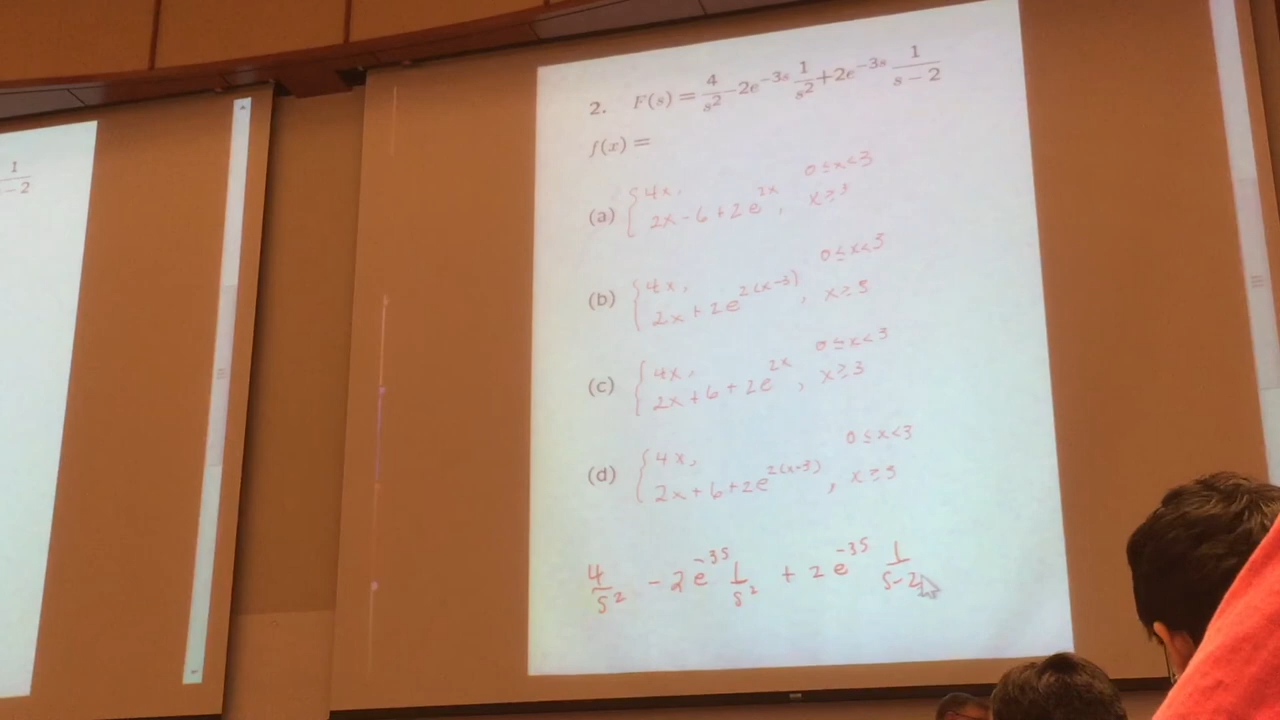 1
- 2
2. F(s) = 4/s² − 2e^{−3s} 1/s² + 2e^{−3s} 1/(s − 2)
f(x) =
(a) { 4x, 0 ≤ x < 3
2x − 6 + 2e^{2x}, x ≥ 3
(b) { 4x, 0 ≤ x < 3
2x + 2e^{2(x−3)}, x ≥ 3
(c) { 4x, 0 ≤ x < 3
2x + 6 + 2e^{2x}, x ≥ 3
(d) { 4x, 0 ≤ x < 3
2x + 6 + 2e^{2(x−3)}, x ≥ 3
4/s² − 2e^{−3s} 1/s² + 2e^{−3s} 1/(s−2)